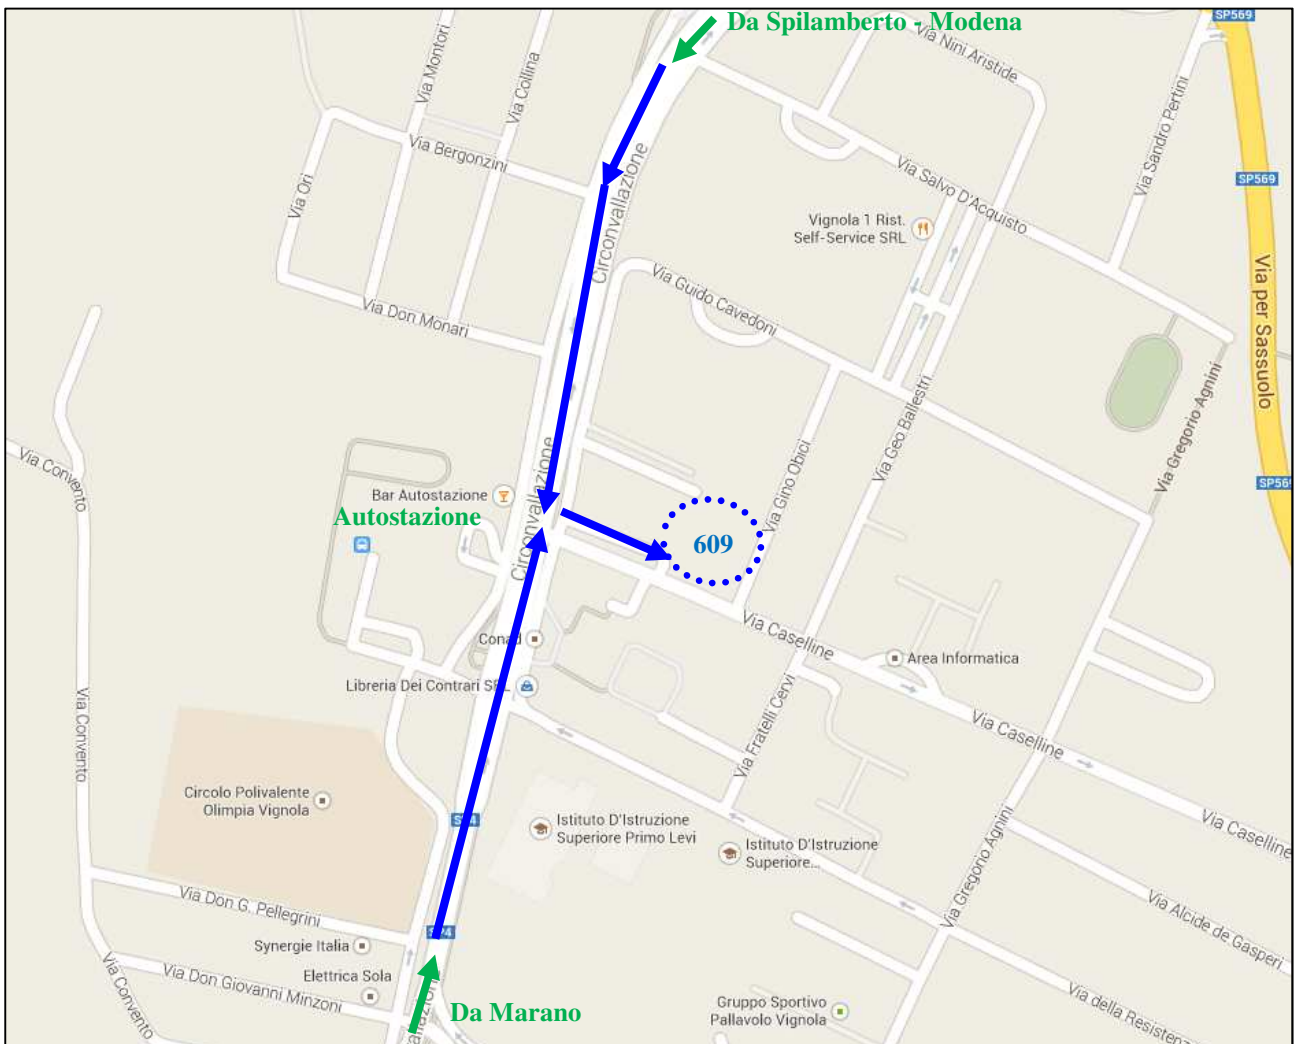 SP569
Da Spilamberto - Modena
Via Nini Aristide
Via Montori
Via Collina
Via Sandro Pertini
Via Bergonzini
Circonvallazione
Via Salvo D'Acquisto
SP569
Via Ori
Vignola 1 Rist.
Self-Service SRL
Via Guido Cavedoni
Via per Sassuolo
Via Don Monari
Via Gregorio Agnini
Via Geo Ballestri
Via Convento
Via Gino Obici
Circonvallazione
SP569
Bar Autostazione
Autostazione
609
Circonvallazione
Via Caselline
Conad
Area Informatica
Libreria Dei Contrari SRL
Via Convento
Via Fratelli Cervi
Via Caselline
Circolo Polivalente
Olimpia Vignola
Istituto D'Istruzione
Superiore Primo Levi
Istituto D'Istruzione
Superiore...
Via Caselline
Via Gregorio Agnini
Via Don G. Pellegrini
SP4
Via Alcide de Gasperi
Synergie Italia
Via Don Giovanni Minzoni
Elettrica Sola
Via Convento
Da Marano
Gruppo Sportivo
Pallavolo Vignola
Via della Resistenz